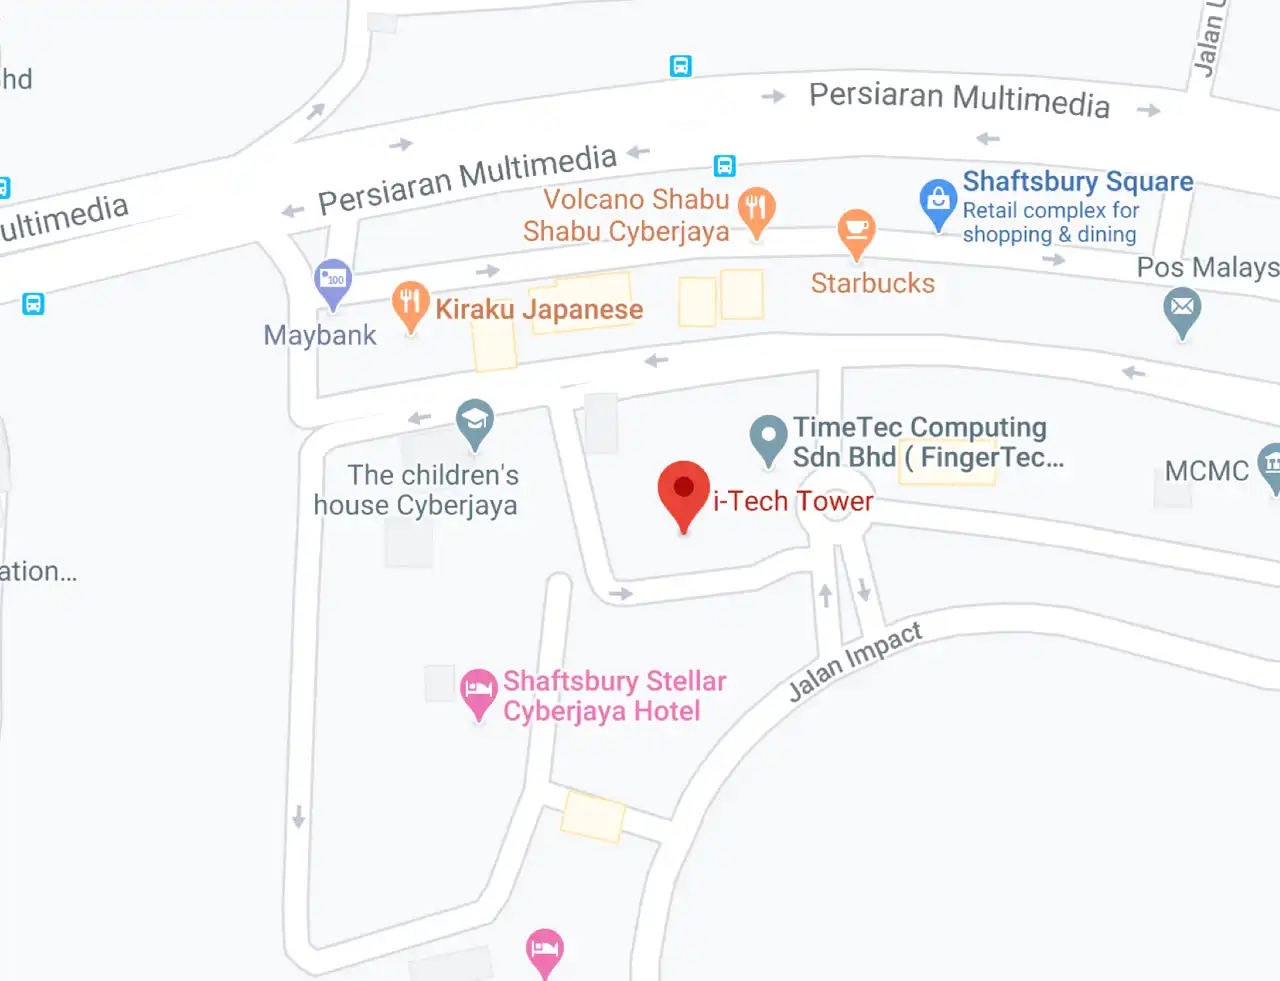 Jalan U
hd
Persiaran Multimedia
Persiaran Multimedia
ultimedia
Shaftsbury Square
Retail complex for
shopping & dining
Volcano Shabu
Shabu Cyberjaya
Starbucks
Pos Malays
100
Maybank
Kiraku Japanese
TimeTec Computing
Sdn Bhd ( FingerTec...
MCMC
The children's
house Cyberjaya
i-Tech Tower
ation...
Jalan Impact
Shaftsbury Stellar
Cyberjaya Hotel